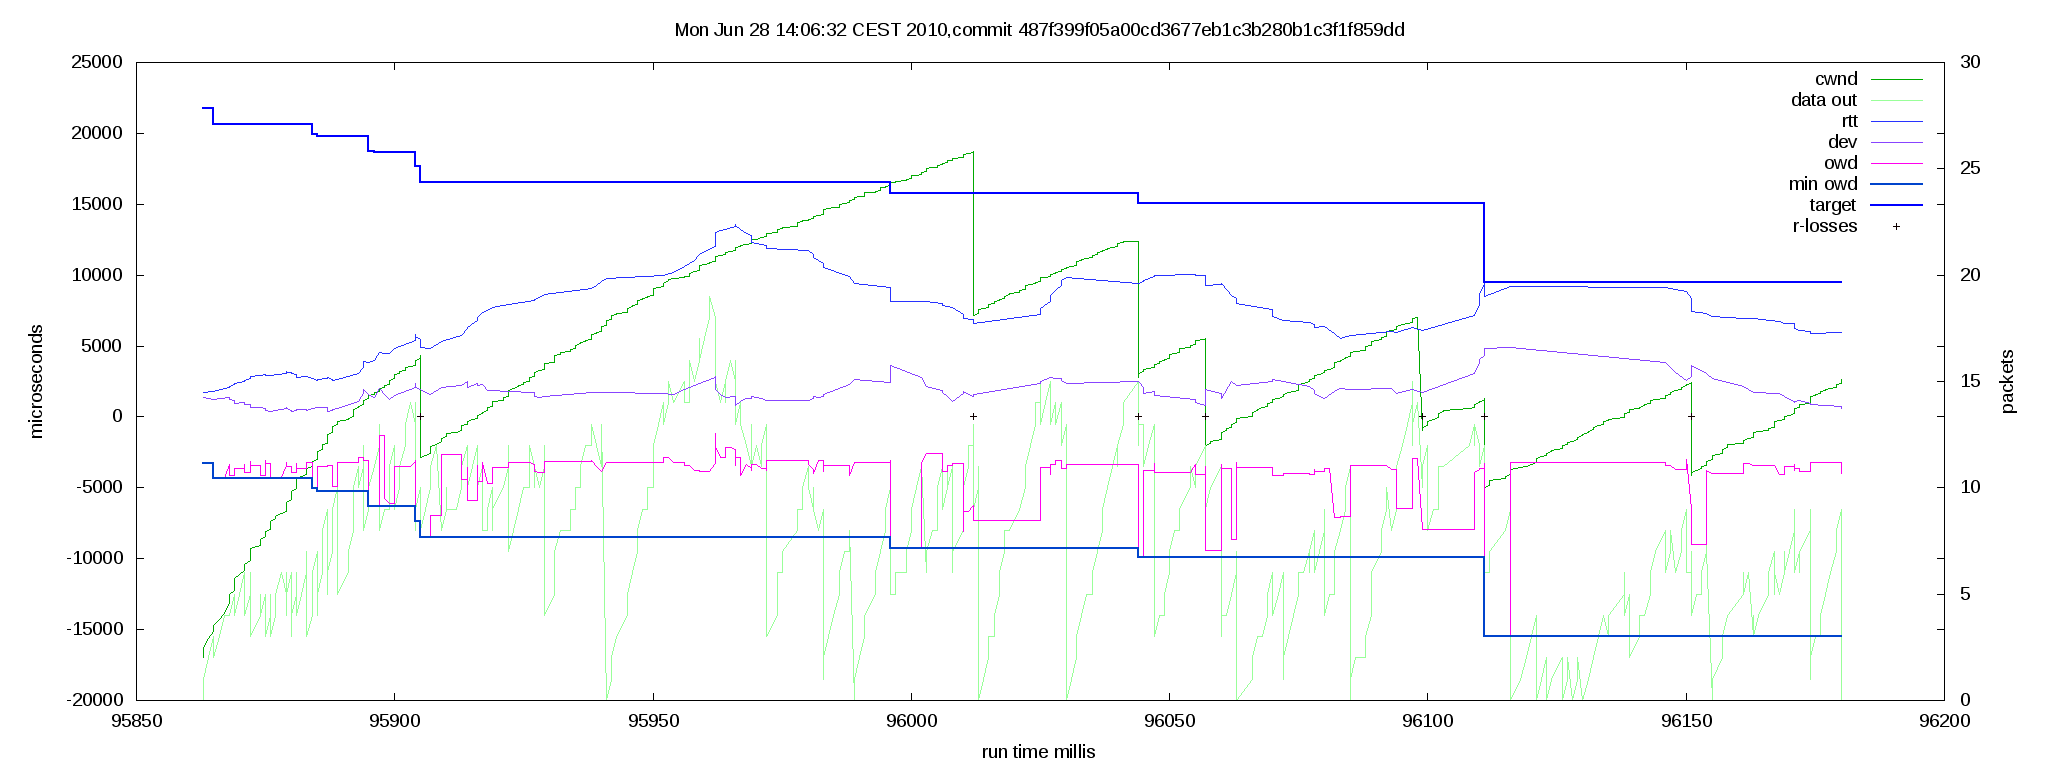 Mon Jun 28 14:06:32 CEST 2010,commit 487f399f05a00cd3677eb1c3b280b1c3f1f859dd
25000
20000
15000
10000
5000
0
-5000
-10000
-15000
-20000
microseconds
30
25
20
15
10
5
0
packets
cwnd
data out
rtt
dev
owd
min owd
target
r-losses
95850
95900
95950
96000
96050
96100
96150
96200
run time millis